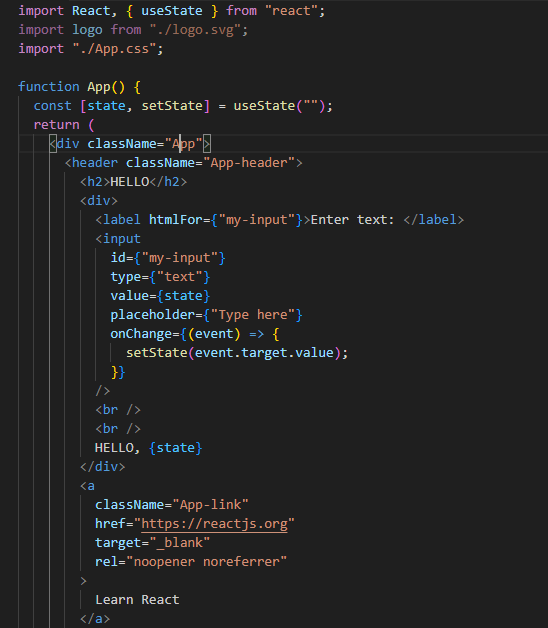 import React, { useState } from "react";
import logo from "./logo.svg";
import "./App.css";

function App() {
  const [state, setState] = useState("");
  return (
    <div className="App">
      <header className="App-header">
        <h2>HELLO</h2>
        <div>
          <label htmlFor={"my-input"}>Enter text: </label>
          <input
            id={"my-input"}
            type={"text"}
            value={state}
            placeholder={"Type here"}
            onChange={(event) => {
              setState(event.target.value);
            }}
          />
          <br />
          <br />
          HELLO, {state}
        </div>
        <a
          className="App-link"
          href="https://reactjs.org"
          target="_blank"
          rel="noopener noreferrer"
        >
          Learn React
        </a>